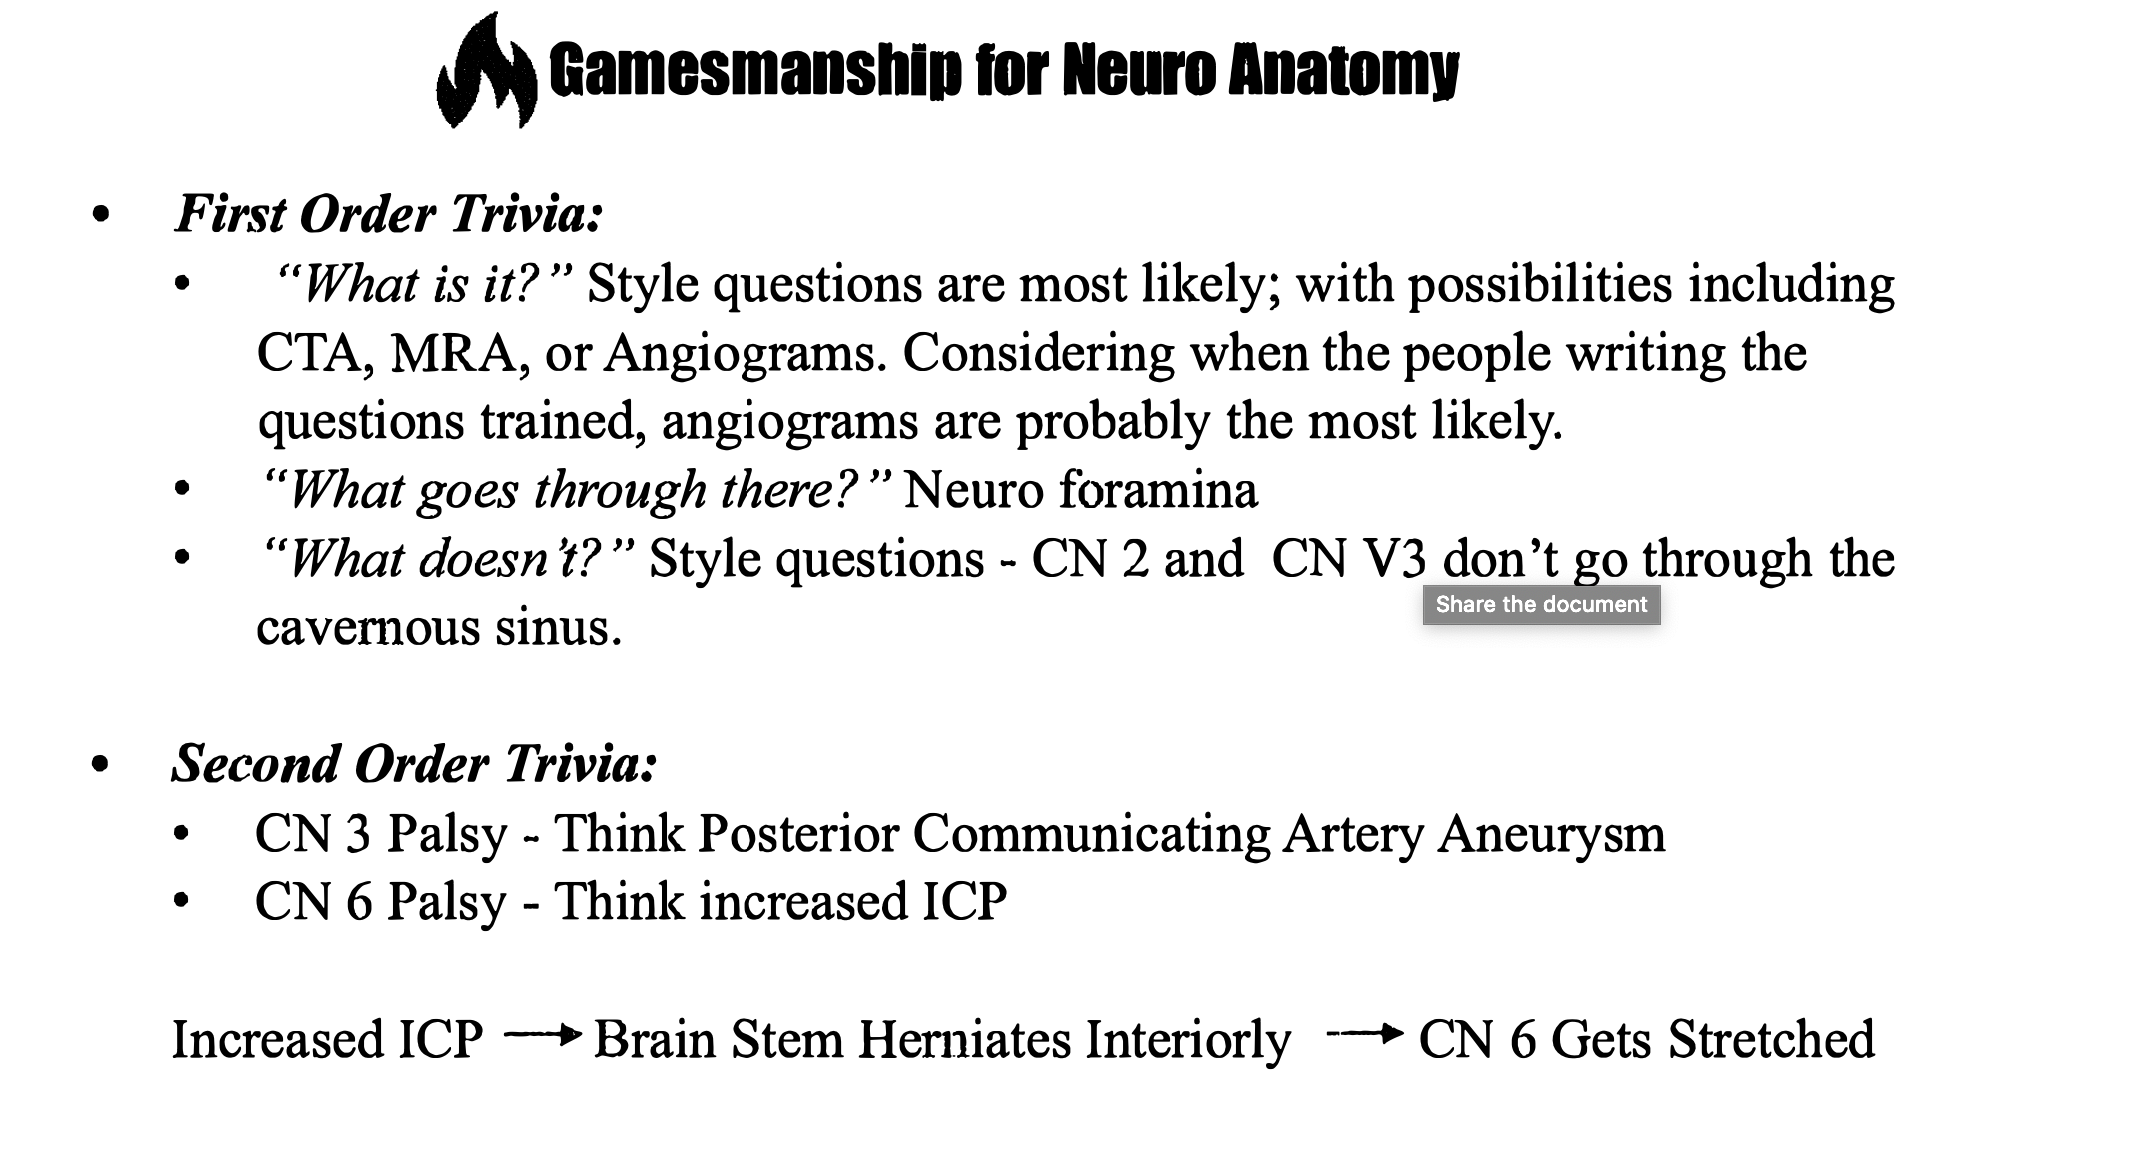 Gamesmanship for Neuro Anatomy
• First Order Trivia:
• “What is it?” Style questions are most likely; with possibilities including
CTA, MRA, or Angiograms. Considering when the people writing the
questions trained, angiograms are probably the most likely.
• “What goes through there?” Neuro foramina
• “What doesn’t?” Style questions - CN 2 and CN V3 don’t go through the
Share the document
cavernous sinus.
• Second Order Trivia:
• CN 3 Palsy - Think Posterior Communicating Artery Aneurysm
• CN 6 Palsy - Think increased ICP
Increased ICP → Brain Stem Herniates Interiorly → CN 6 Gets Stretched